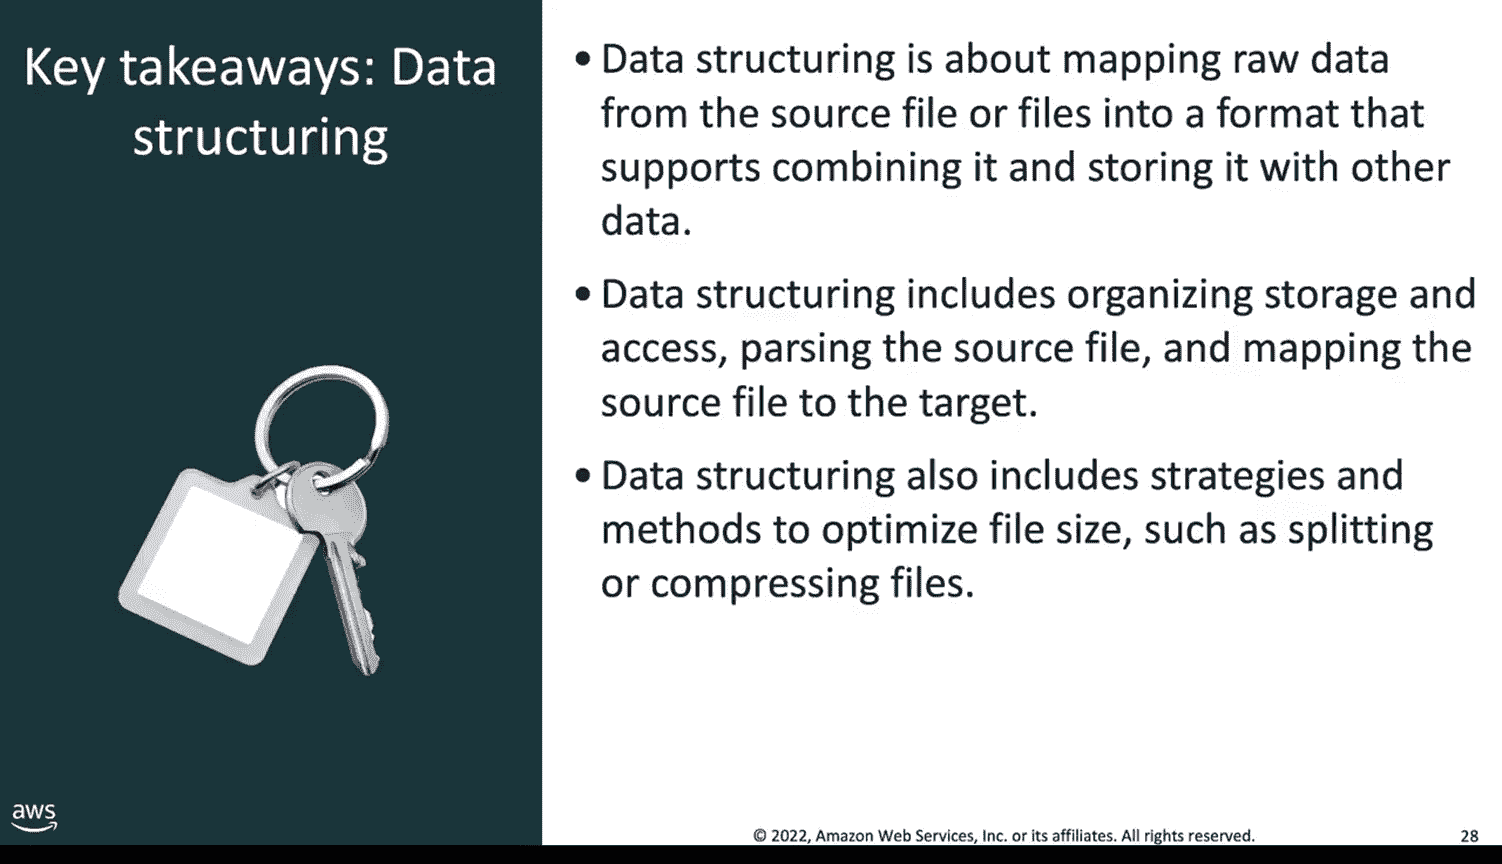 Key takeaways: Data
structuring
• Data structuring is about mapping raw data
from the source file or files into a format that
supports combining it and storing it with other
data.
• Data structuring includes organizing storage and
access, parsing the source file, and mapping the
source file to the target.
• Data structuring also includes strategies and
methods to optimize file size, such as splitting
or compressing files.
aws
© 2022, Amazon Web Services, Inc. or its affiliates. All rights reserved.
28